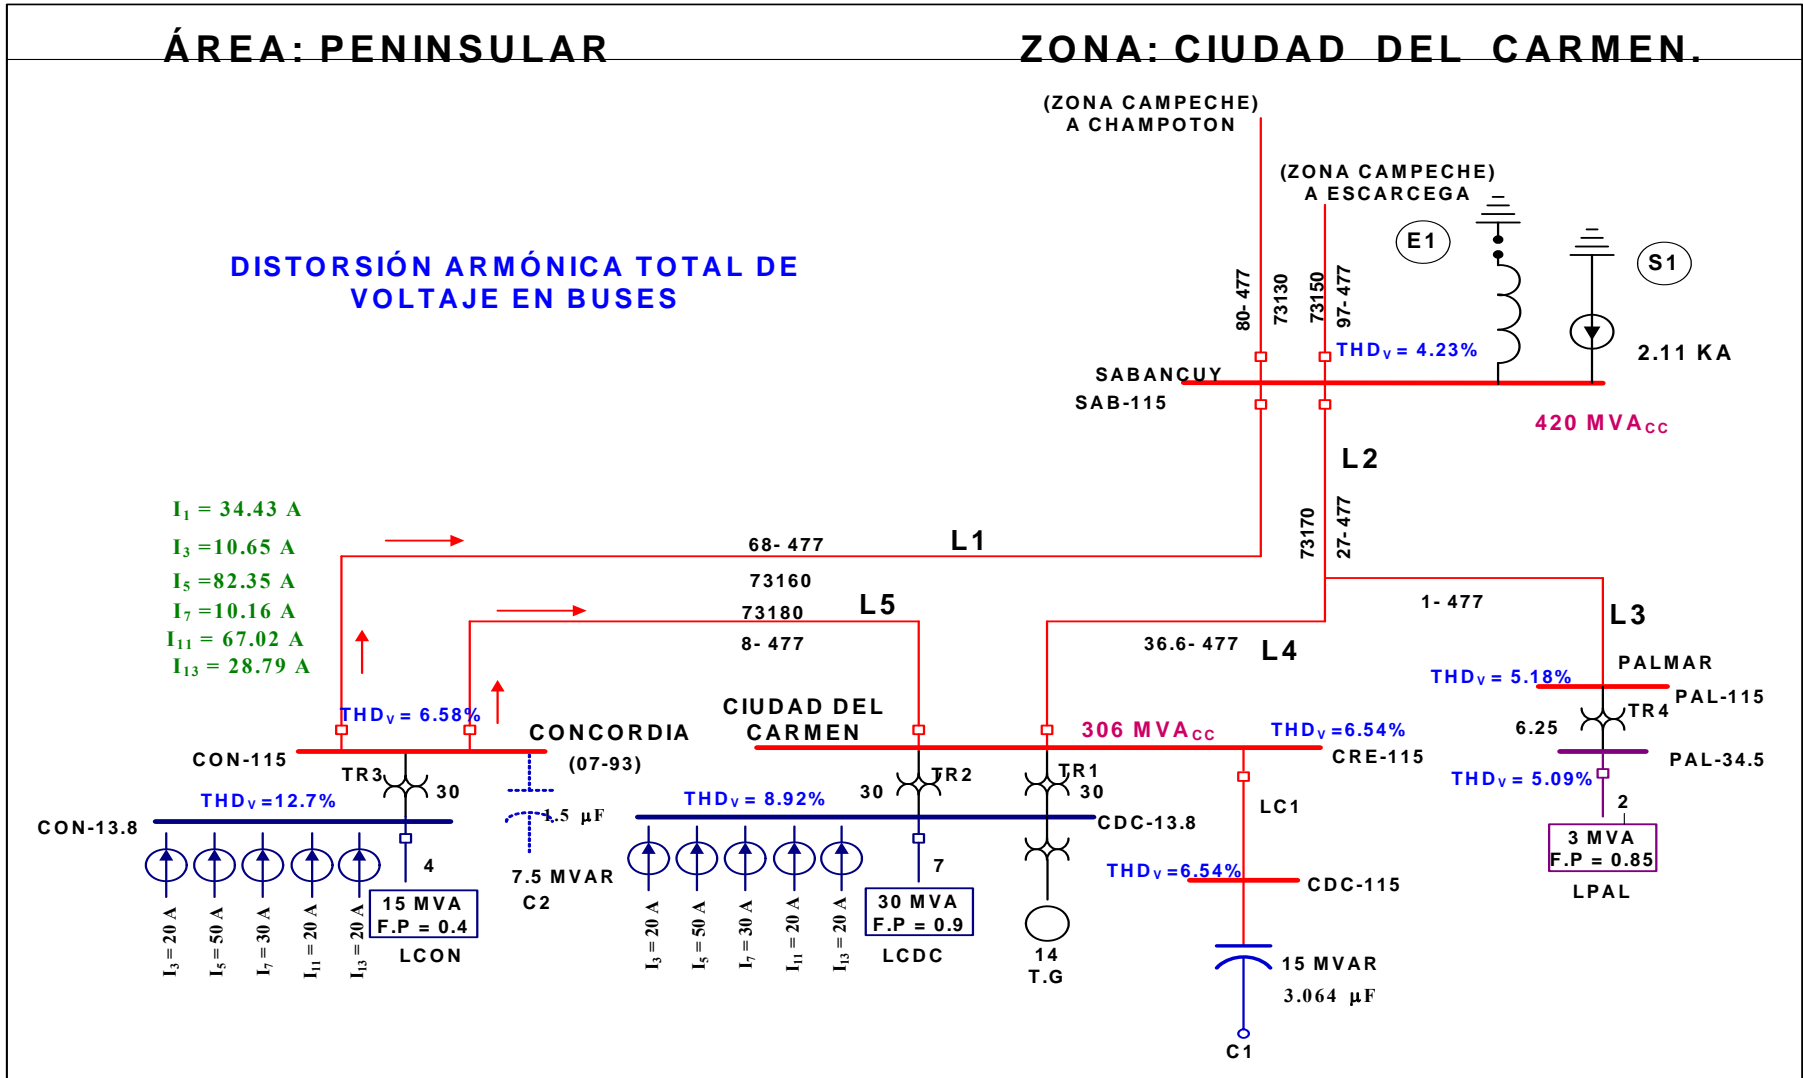 ÁREA: PENINSULAR
ZONA: CIUDAD DEL CARMEN.
(ZONA CAMPECHE)
A CHAMPOTON
(ZONA CAMPECHE)
A ESCARCEGA
DISTORSIÓN ARMÓNICA TOTAL DE
VOLTAJE EN BUSES
E1
S1
80-477
73130
73150
97-477
THDV = 4.23%
2.11 KA
SABANCUY
SAB-115
420 MVACC
L2
73170
27-477
I1 = 34.43 A
I3 =10.65 A
I5 =82.35 A
I7 =10.16 A
I11 = 67.02 A
I13 = 28.79 A
68-477
L1
73160
73180
L5
8-477
1-477
L3
36.6-477
L4
PALMAR
THDV = 5.18%
PAL-115
TR4
6.25
PAL-34.5
THDV = 5.09%
2
3 MVA
F.P = 0.85
LPAL
THDV = 6.58%
CONCORDIA
(07-93)
CON-115
TR3
30
THDV =12.7%
CON-13.8
1.5 µF
7.5 MVAR
C2
4
15 MVA
F.P = 0.4
LCON
I3 = 20 A
I5 = 50 A
I7 = 30 A
I11 = 20 A
I13 = 20 A
CIUDAD DEL
CARMEN
306 MVACC
THDV = 6.54%
CRE-115
TR2
30
TR1
30
THDV = 8.92%
CDC-13.8
LC1
THDV =6.54%
CDC-115
7
30 MVA
F.P = 0.9
LCDC
I3 = 20 A
I5 = 50 A
I7 = 30 A
I11 = 20 A
I13 = 20 A
14
T.G
15 MVAR
3.064 µF
C1